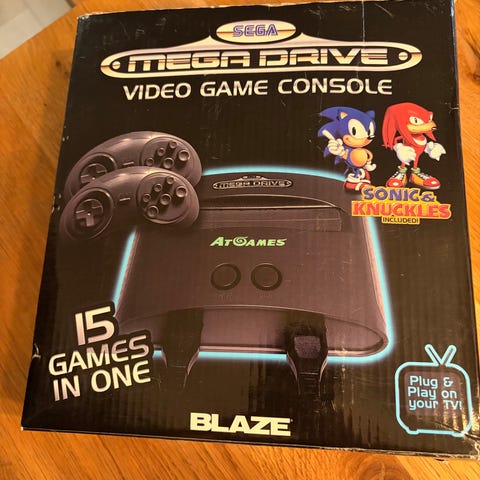 SEGA
MEGA DRIVE
VIDEO GAME CONSOLE
SONIC &
KNUCKLES
INCLUDED!
MEGA DRIVE
ATGAMES
15
GAMES
IN ONE
Plug &
Play on
your TV!
BLAZE